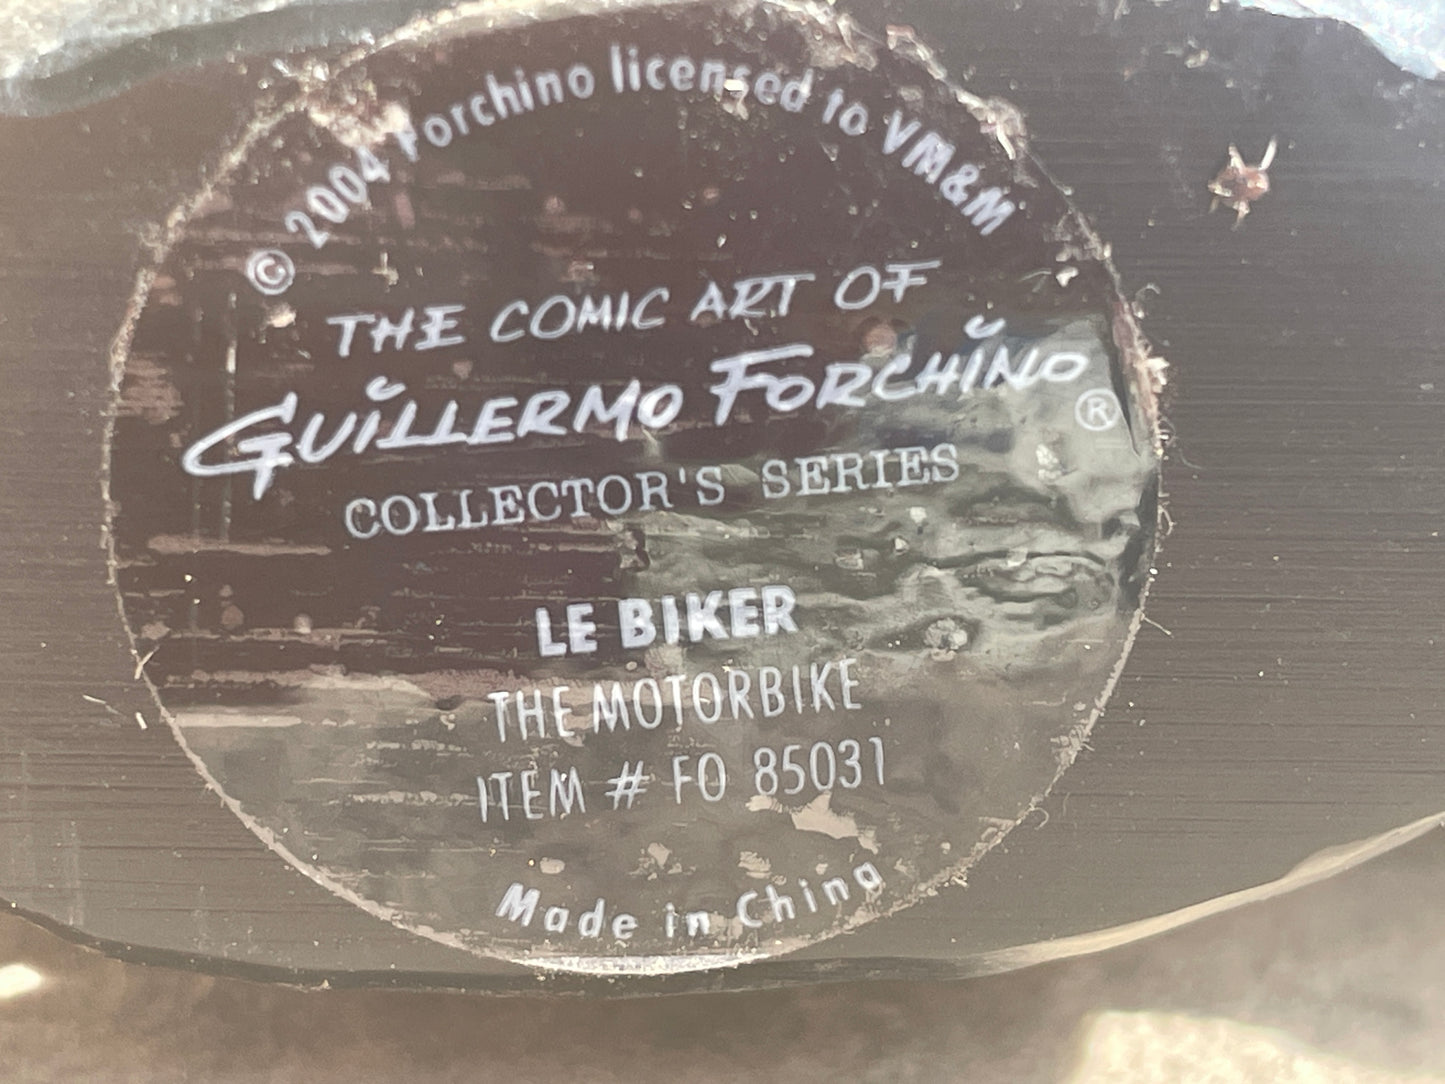 © 2004 Forchino licensed to VM&M
THE COMIC ART OF
GUILLERMO FORCHINO ®
COLLECTOR'S SERIES
LE BIKER
THE MOTORBIKE
ITEM # FO 85031
Made in China